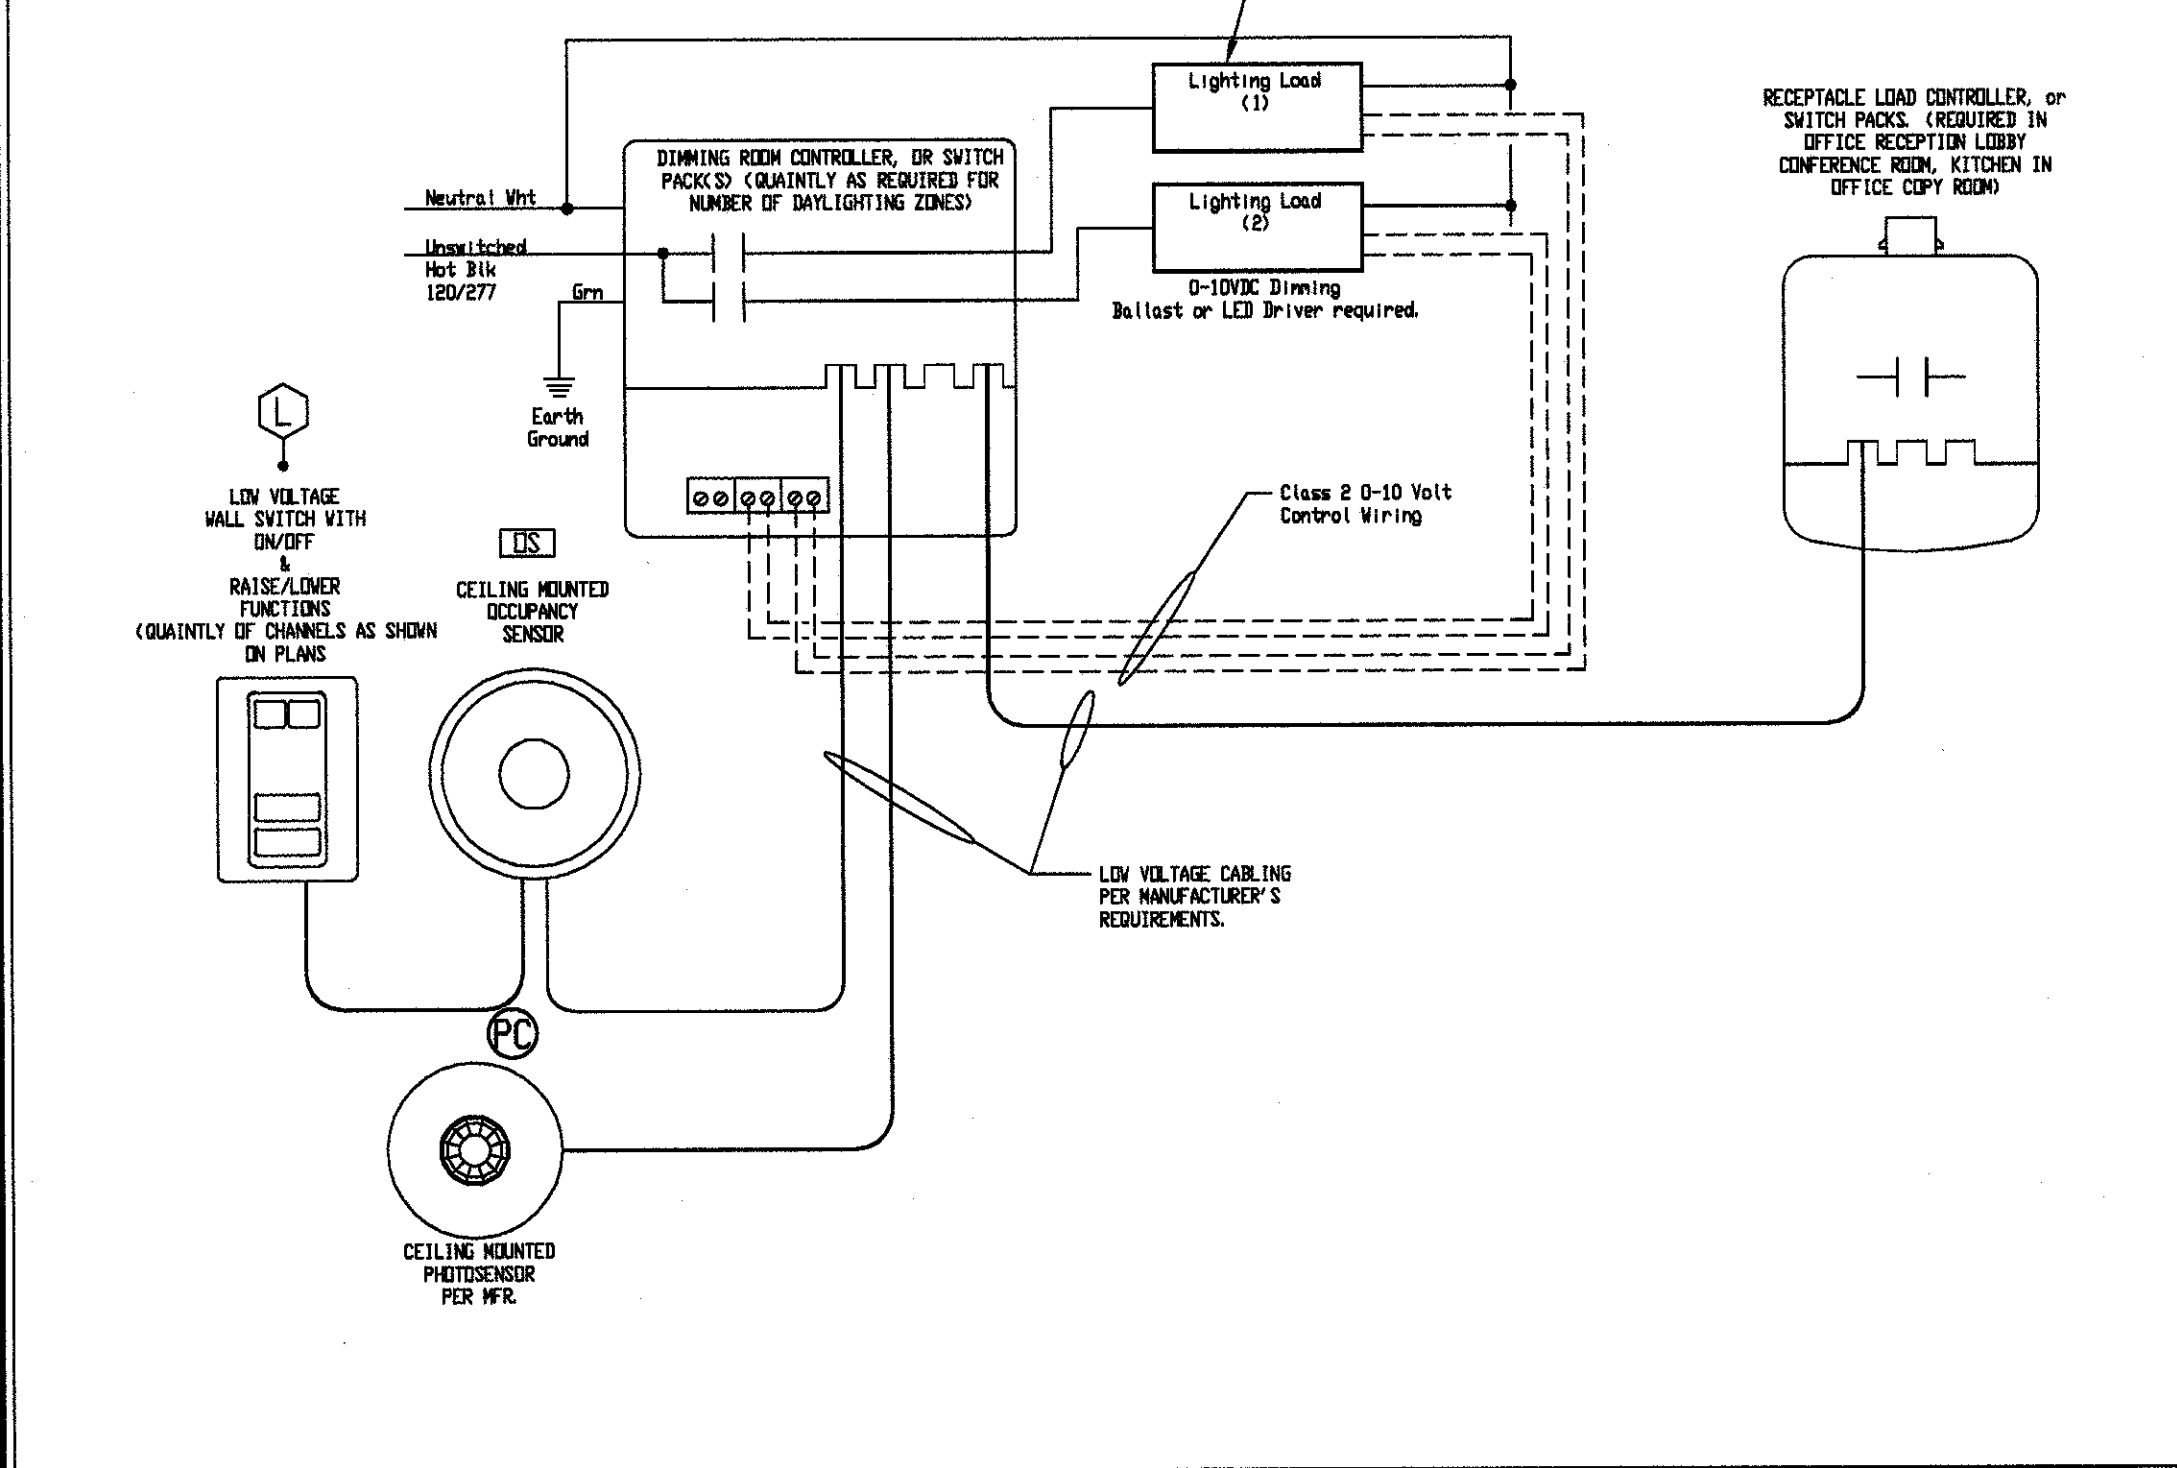 Lighting Load
(1)
RECEPTACLE LOAD CONTROLLER, or
SWITCH PACKS. (REQUIRED IN
OFFICE RECEPTION LOBBY
CONFERENCE ROOM, KITCHEN IN
OFFICE COPY ROOM)
DIMMING ROOM CONTROLLER, OR SWITCH
PACK(S) (QUAINTLY AS REQUIRED FOR
NUMBER OF DAYLIGHTING ZONES)
Neutral Wht
Lighting Load
(2)
Unswitched
Hot Blk
120/277
Grn
0-10VDC Dimming
Ballast or LED Driver required.
Earth
Ground
L
LOW VOLTAGE
WALL SWITCH WITH
ON/OFF
&
RAISE/LOWER
FUNCTIONS
(QUAINTLY OF CHANNELS AS SHOWN
ON PLANS
OS
CEILING MOUNTED
OCCUPANCY
SENSOR
Class 2 0-10 Volt
Control Wiring
LOW VOLTAGE CABLING
PER MANUFACTURER'S
REQUIREMENTS.
PC
CEILING MOUNTED
PHOTOSENSOR
PER MFR.